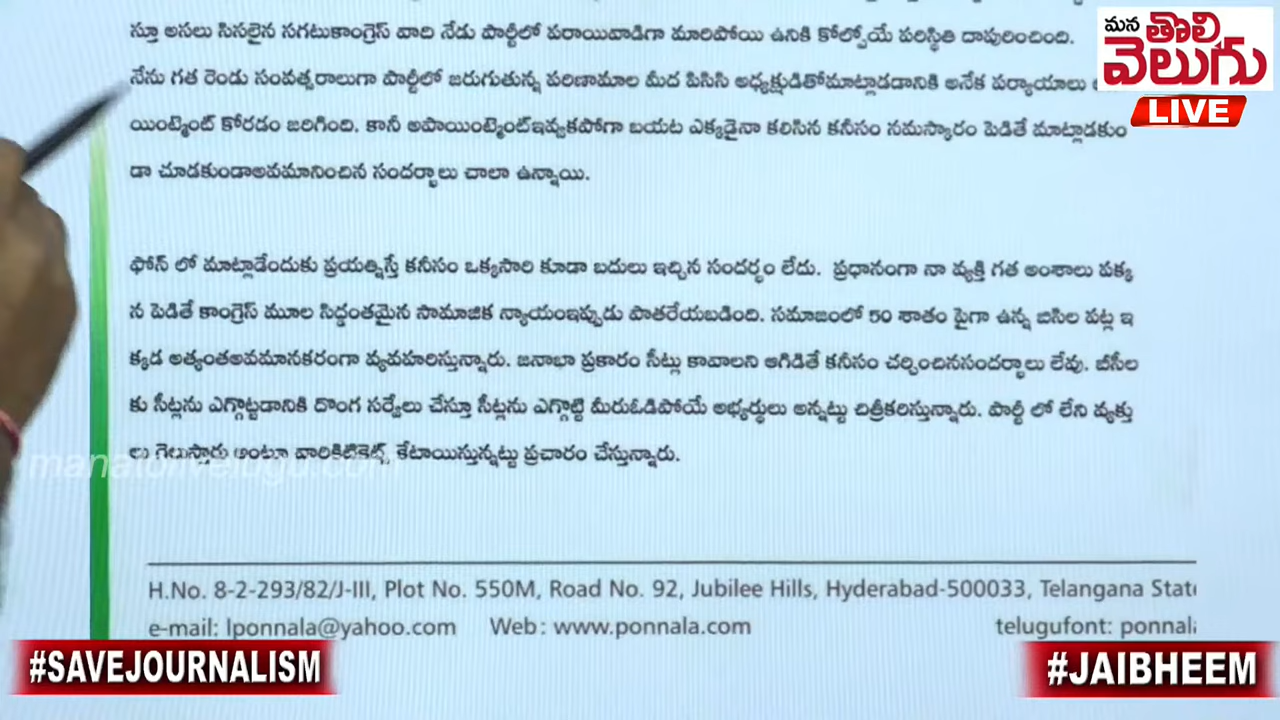 స్తూ అసలు సిసలైన సగటుకాంగ్రెస్ వాది నేడు పార్టీలో పరాయివాడిగా మారిపోయి ఉనికి కోల్పోయే పరిస్థితి దాపురించింది.
నేను గత రెండు సంవత్సరాలుగా పార్టీలో జరుగుతున్న పరిణామాల మీద పిసిసి అధ్యక్షుడితోమాట్లాడడానికి అనేక పర్యాయాలు
యింట్మెంట్ కోరడం జరిగింది. కానీ అపాయింట్మెంట్ఇవ్వకపోగా బయట ఎక్కడైనా కలిసిన కనీసం నమస్కారం పెడితే మాట్లాడకుం
డా చూడకుండాఅవమానించిన సందర్భాలు చాలా ఉన్నాయి.
ఫోన్ లో మాట్లాడేందుకు ప్రయత్నిస్తే కనీసం ఒక్కసారి కూడా బదులు ఇచ్చిన సందర్భం లేదు. ప్రధానంగా నా వ్యక్తి గత అంశాలు పక్క
న పెడితే కాంగ్రెస్ మూల సిద్ధంతమైన సామాజిక న్యాయంఇప్పుడు పాతరేయబడింది. సమాజంలో 50 శాతం పైగా ఉన్న బిసిల పట్ల ఇ
క్కడ అత్యంతఅవమానకరంగా వ్యవహరిస్తున్నారు. జనాభా ప్రకారం సీట్లు కావాలని ఆగిడితే కనీసం చర్చించినసందర్భాలు లేవు. బీసీల
కు సీట్లను ఎగ్గొట్టడానికి దొంగ సర్వేలు చేస్తూ సీట్లను ఎగ్గొట్టి మీరుఓడిపోయే అభ్యర్థులు అన్నట్టు చిత్రీకరిస్తున్నారు. పార్టీ లో లేని వ్యక్తు
లు గెలుస్తారు అంటూ వారికిటికెట్స్ కేటాయిస్తున్నట్టు ప్రచారం చేస్తున్నారు.
H.No. 8-2-293/82/J-III, Plot No. 550M, Road No. 92, Jubilee Hills, Hyderabad-500033, Telangana State
e-mail: lponnala@yahoo.com Web: www.ponnala.com telugufont: ponnala
మన తొలి
వెలుగు
LIVE
manatolivelugu.com
#SAVEJOURNALISM
#JAIBHEEM